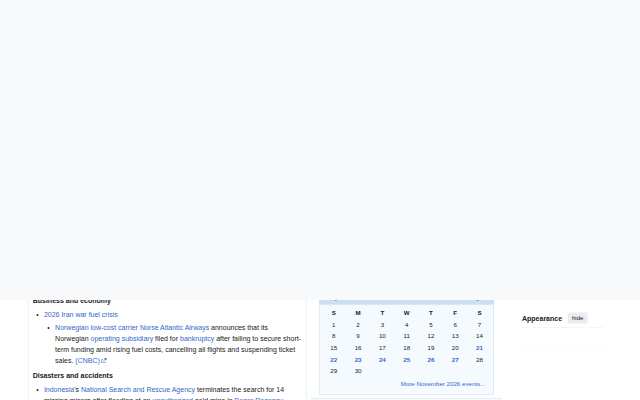 Business and economy
• 2026 Iran war fuel crisis
• Norwegian low-cost carrier Norse Atlantic Airways announces that its
Norwegian operating subsidiary filed for bankruptcy after failing to secure short-
term funding amid rising fuel costs, cancelling all flights and suspending ticket
sales. (CNBC)
Disasters and accidents
• Indonesia's National Search and Rescue Agency terminates the search for 14
S M T W T F S
1 2 3 4 5 6 7
8 9 10 11 12 13 14
15 16 17 18 19 20 21
22 23 24 25 26 27 28
29 30
More November 2026 events...
Appearance hide